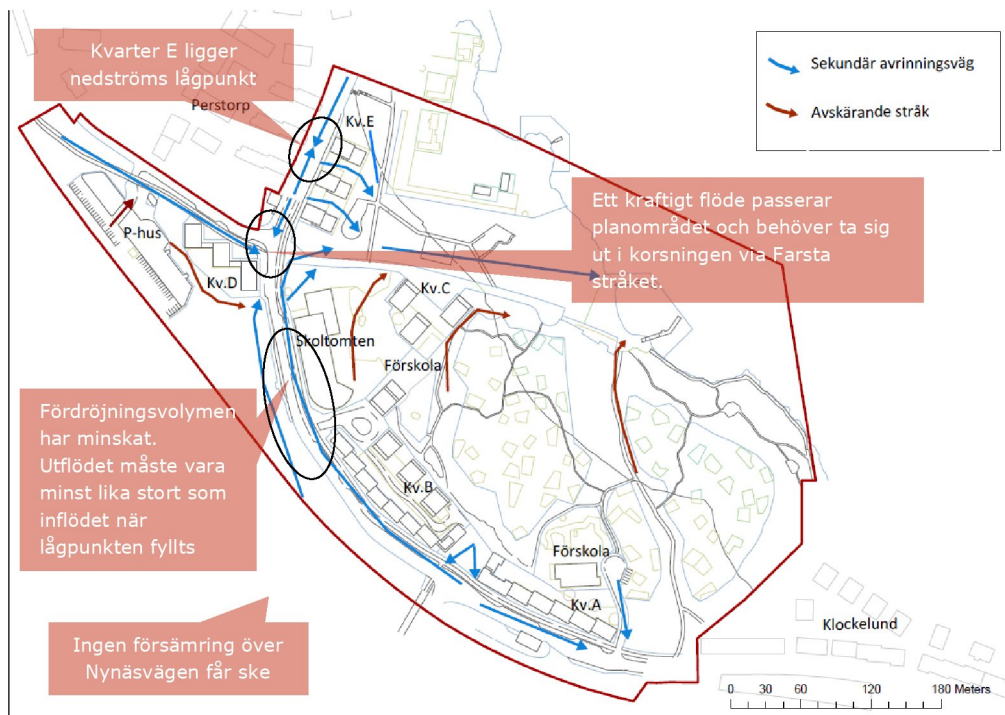 Kvarter E ligger
nedströms lågpunkt
Sekundär avrinningsväg
Avskärande stråk
Perstorp
Kv.E
Ett kraftigt flöde passerar
planområdet och behöver ta sig
ut i korsningen via Farsta
stråket.
P-hus
Kv.D
Kv.C
Skoltomten
Förskola
Fördröjningsvolymen
har minskat.
Utflödet måste vara
minst lika stort som
inflödet när
lågpunkten fyllts
Kv.B
Förskola
Kv.A
Klockelund
Ingen försämring över
Nynäsvägen får ske
0 30 60 120 180 Meters